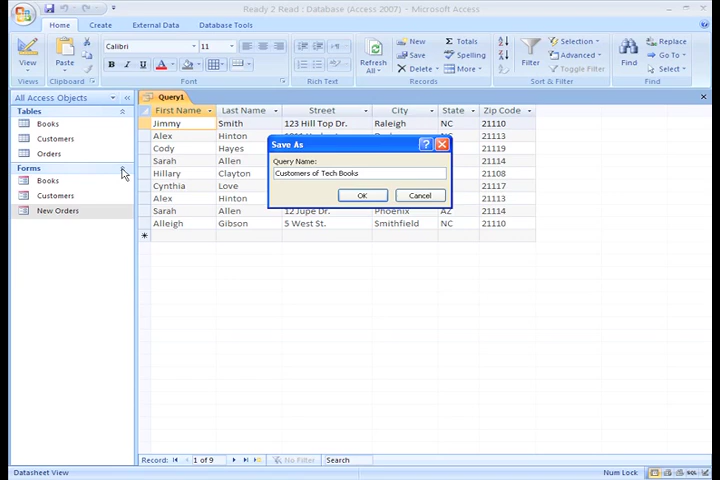 Ready 2 Read : Database (Access 2007) - Microsoft Access
Home Create External Data Database Tools
View
Views
Paste
Clipboard
Calibri 11
B I U A
Font
Rich Text
Refresh
All
New
Save
Delete
Totals
Spelling
More
Records
Filter
Selection
Advanced
Toggle Filter
Sort & Filter
Find
Replace
Go To
Select
Find
All Access Objects
Tables
Books
Customers
Orders
Forms
Books
Customers
New Orders
Query1
First Name Last Name Street City State Zip Code
Jimmy Smith 123 Hill Top Dr. Raleigh NC 21110
Alex Hinton 21113
Cody Hayes 21119
Sarah Allen 21114
Hillary Clayton 21108
Cynthia Love 21117
Alex Hinton 21113
Sarah Allen 12 Jupe Dr. Phoenix AZ 21114
Alleigh Gibson 5 West St. Smithfield NC 21110
Save As
Query Name:
Customers of Tech Books
OK Cancel
Record: 1 of 9 No Filter Search
Datasheet View Num Lock